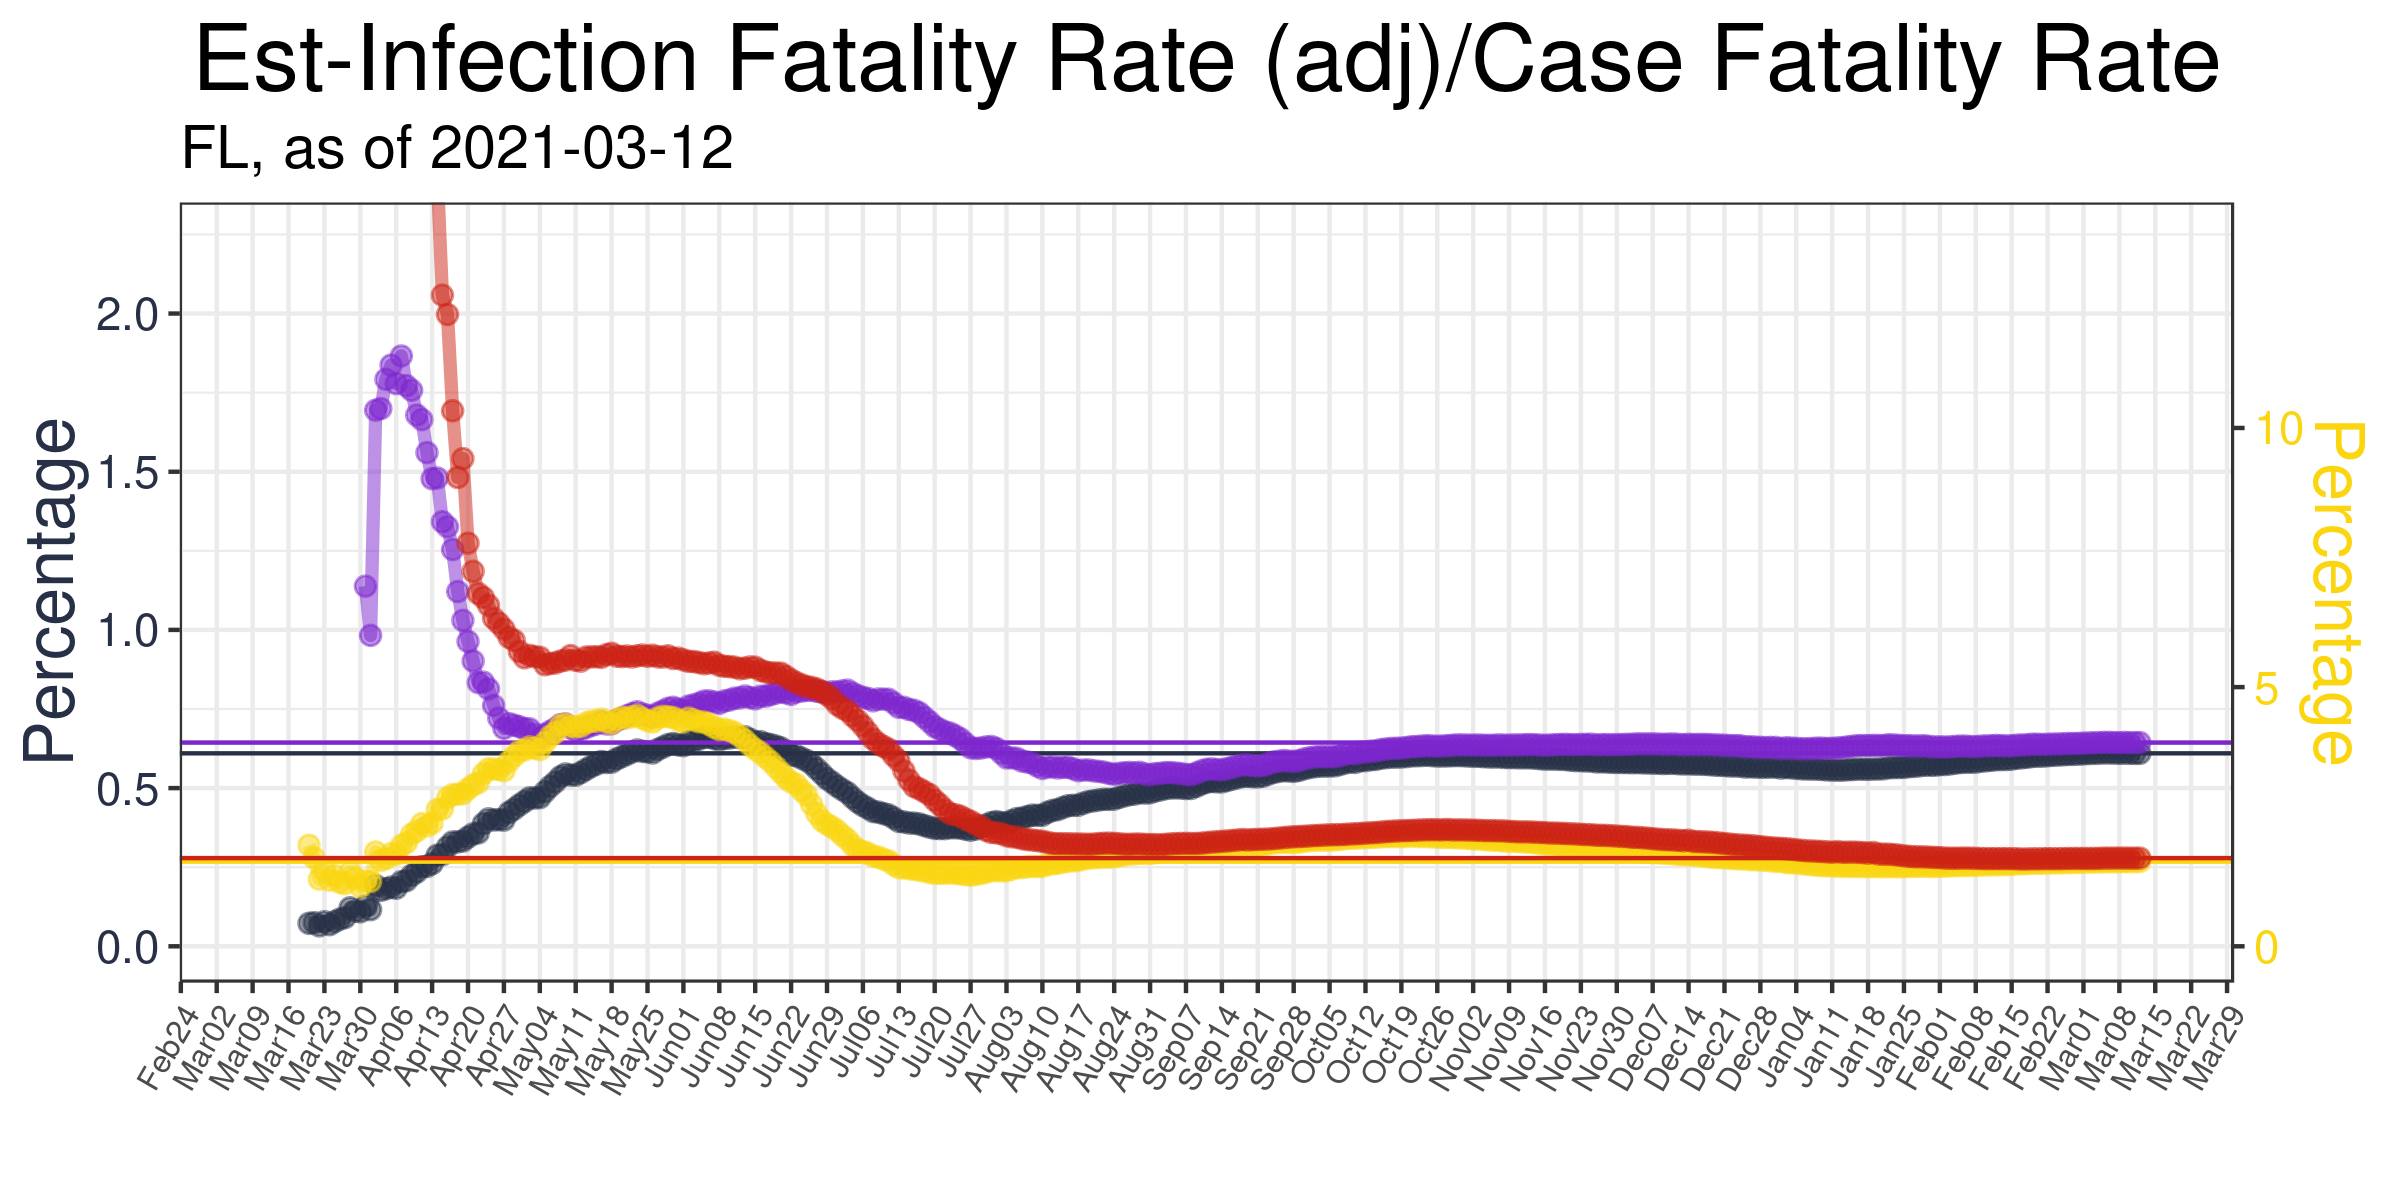 Est-Infection Fatality Rate (adj)/Case Fatality Rate
FL, as of 2021-03-12
Percentage
2.0
1.5
1.0
0.5
0.0
10
5
0
Percentage
Feb24
Mar02
Mar09
Mar16
Mar23
Mar30
Apr06
Apr13
Apr20
Apr27
May04
May11
May18
May25
Jun01
Jun08
Jun15
Jun22
Jun29
Jul06
Jul13
Jul20
Jul27
Aug03
Aug10
Aug17
Aug24
Aug31
Sep07
Sep14
Sep21
Sep28
Oct05
Oct12
Oct19
Oct26
Nov02
Nov09
Nov16
Nov23
Nov30
Dec07
Dec14
Dec21
Dec28
Jan04
Jan11
Jan18
Jan25
Feb01
Feb08
Feb15
Feb22
Mar01
Mar08
Mar15
Mar22
Mar29